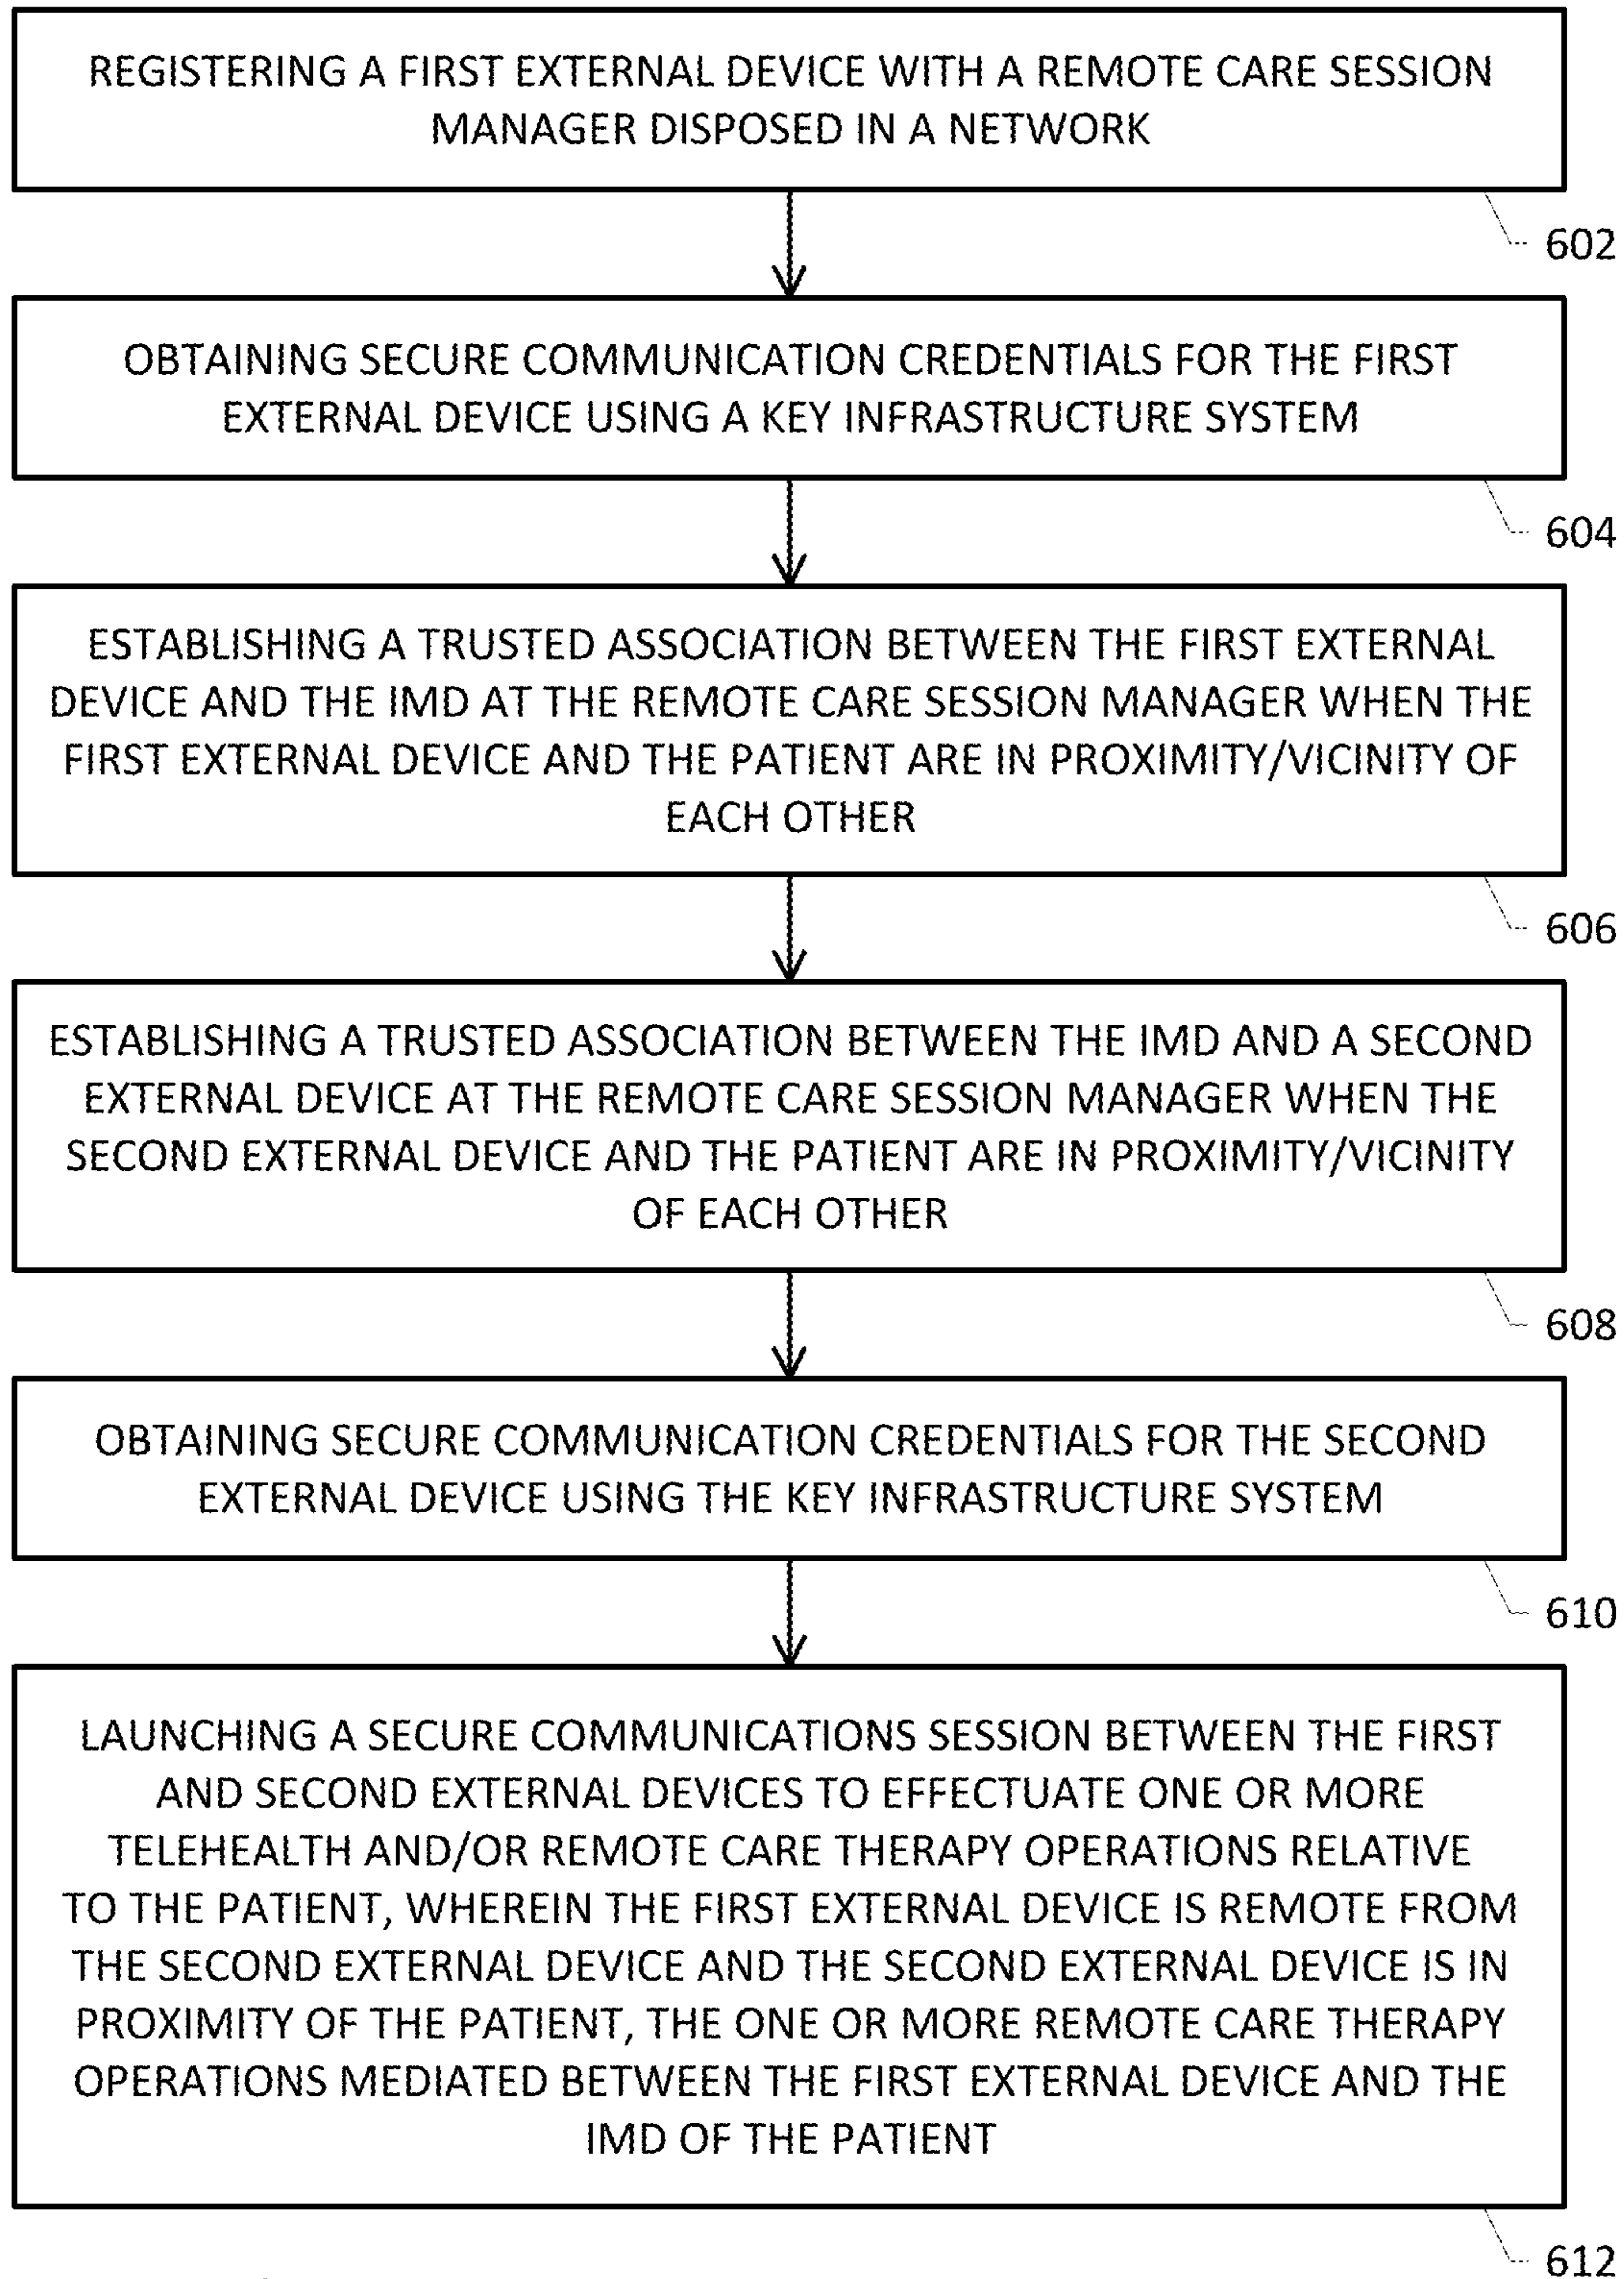 REGISTERING A FIRST EXTERNAL DEVICE WITH A REMOTE CARE SESSION
MANAGER DISPOSED IN A NETWORK
602
OBTAINING SECURE COMMUNICATION CREDENTIALS FOR THE FIRST
EXTERNAL DEVICE USING A KEY INFRASTRUCTURE SYSTEM
604
ESTABLISHING A TRUSTED ASSOCIATION BETWEEN THE FIRST EXTERNAL
DEVICE AND THE IMD AT THE REMOTE CARE SESSION MANAGER WHEN THE
FIRST EXTERNAL DEVICE AND THE PATIENT ARE IN PROXIMITY/VICINITY OF
EACH OTHER
606
ESTABLISHING A TRUSTED ASSOCIATION BETWEEN THE IMD AND A SECOND
EXTERNAL DEVICE AT THE REMOTE CARE SESSION MANAGER WHEN THE
SECOND EXTERNAL DEVICE AND THE PATIENT ARE IN PROXIMITY/VICINITY
OF EACH OTHER
608
OBTAINING SECURE COMMUNICATION CREDENTIALS FOR THE SECOND
EXTERNAL DEVICE USING THE KEY INFRASTRUCTURE SYSTEM
610
LAUNCHING A SECURE COMMUNICATIONS SESSION BETWEEN THE FIRST
AND SECOND EXTERNAL DEVICES TO EFFECTUATE ONE OR MORE
TELEHEALTH AND/OR REMOTE CARE THERAPY OPERATIONS RELATIVE
TO THE PATIENT, WHEREIN THE FIRST EXTERNAL DEVICE IS REMOTE FROM
THE SECOND EXTERNAL DEVICE AND THE SECOND EXTERNAL DEVICE IS IN
PROXIMITY OF THE PATIENT, THE ONE OR MORE REMOTE CARE THERAPY
OPERATIONS MEDIATED BETWEEN THE FIRST EXTERNAL DEVICE AND THE
IMD OF THE PATIENT
612